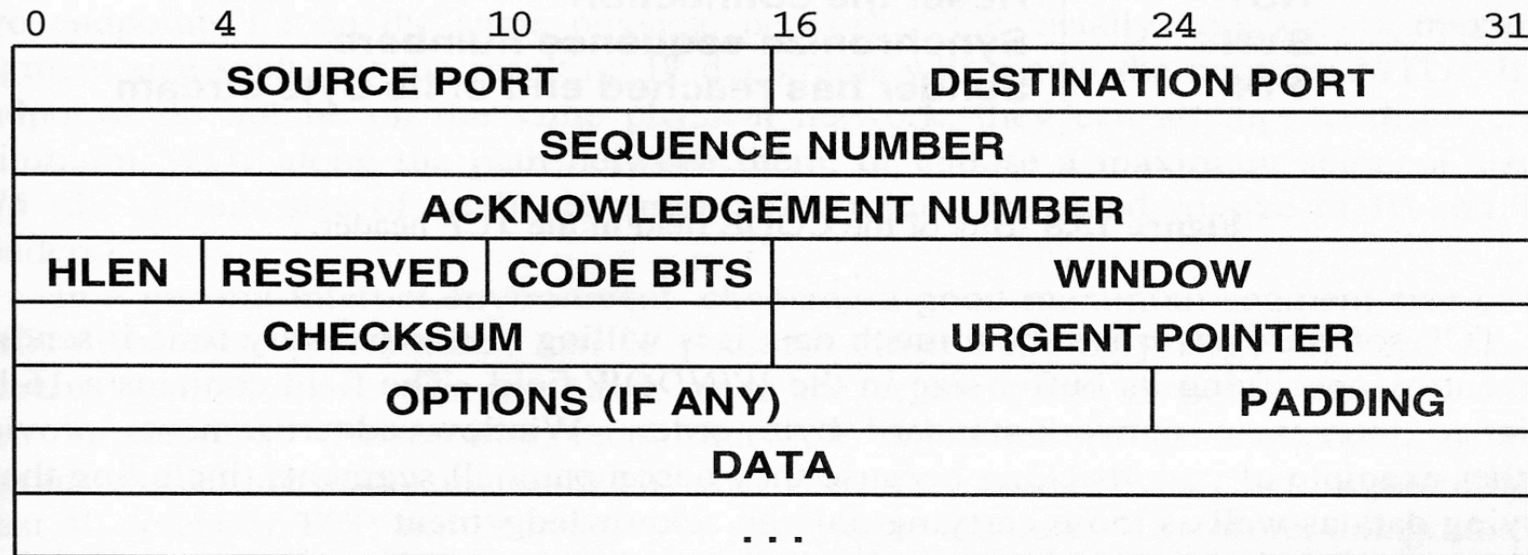 0 4 10 16 24 31
SOURCE PORT DESTINATION PORT
SEQUENCE NUMBER
ACKNOWLEDGEMENT NUMBER
HLEN RESERVED CODE BITS WINDOW
CHECKSUM URGENT POINTER
OPTIONS (IF ANY) PADDING
DATA
...